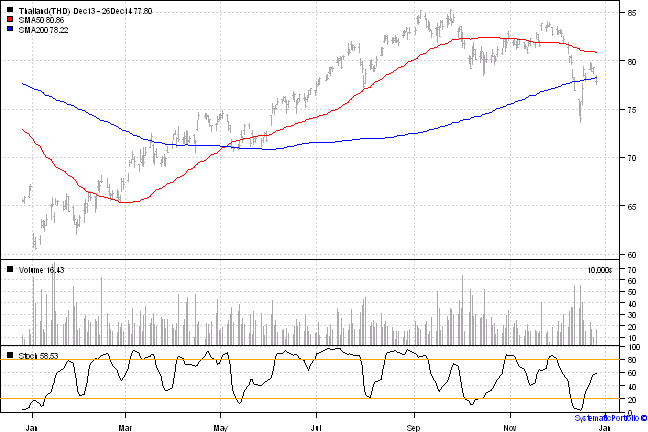 Thailand(THD) Dec13 - 26Dec14 77.80
SMA50 80.86
SMA200 78.22
85
80
75
70
65
60
Volume 16.43
10,000s
70
60
50
40
30
20
10
Stoch 58.53
100
80
60
40
20
0
Jan Mar May Jul Sep Nov Jan
SystematicPortfolio ©